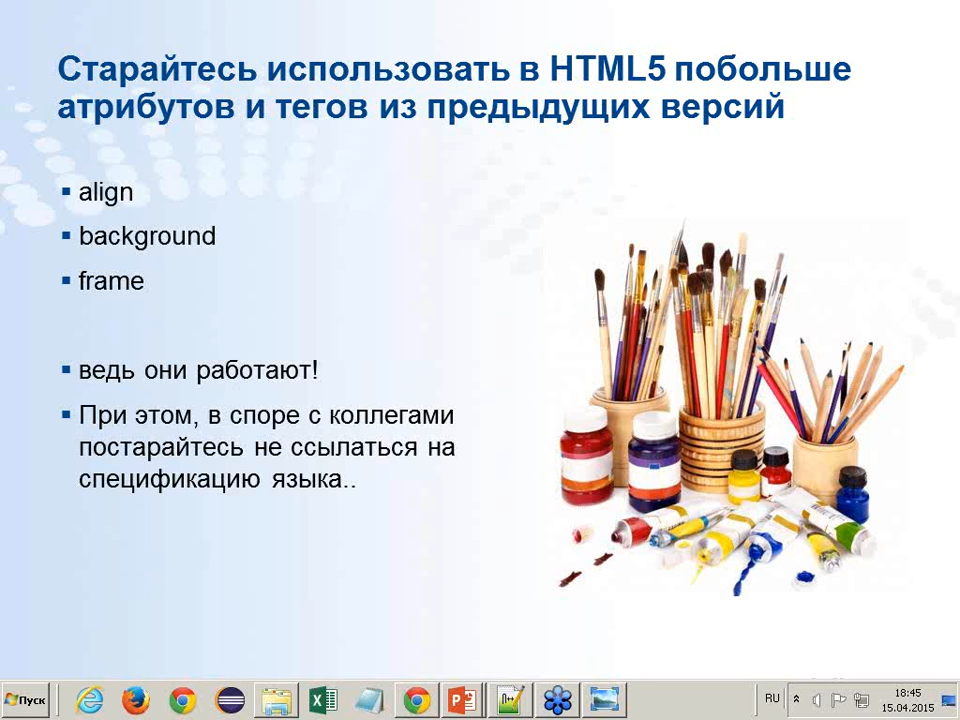 Старайтесь использовать в HTML5 побольше
атрибутов и тегов из предыдущих версий
align
background
frame
ведь они работают!
При этом, в споре с коллегами
постарайтесь не ссылаться на
спецификацию языка..
Пуск
RU
18:45
15.04.2015